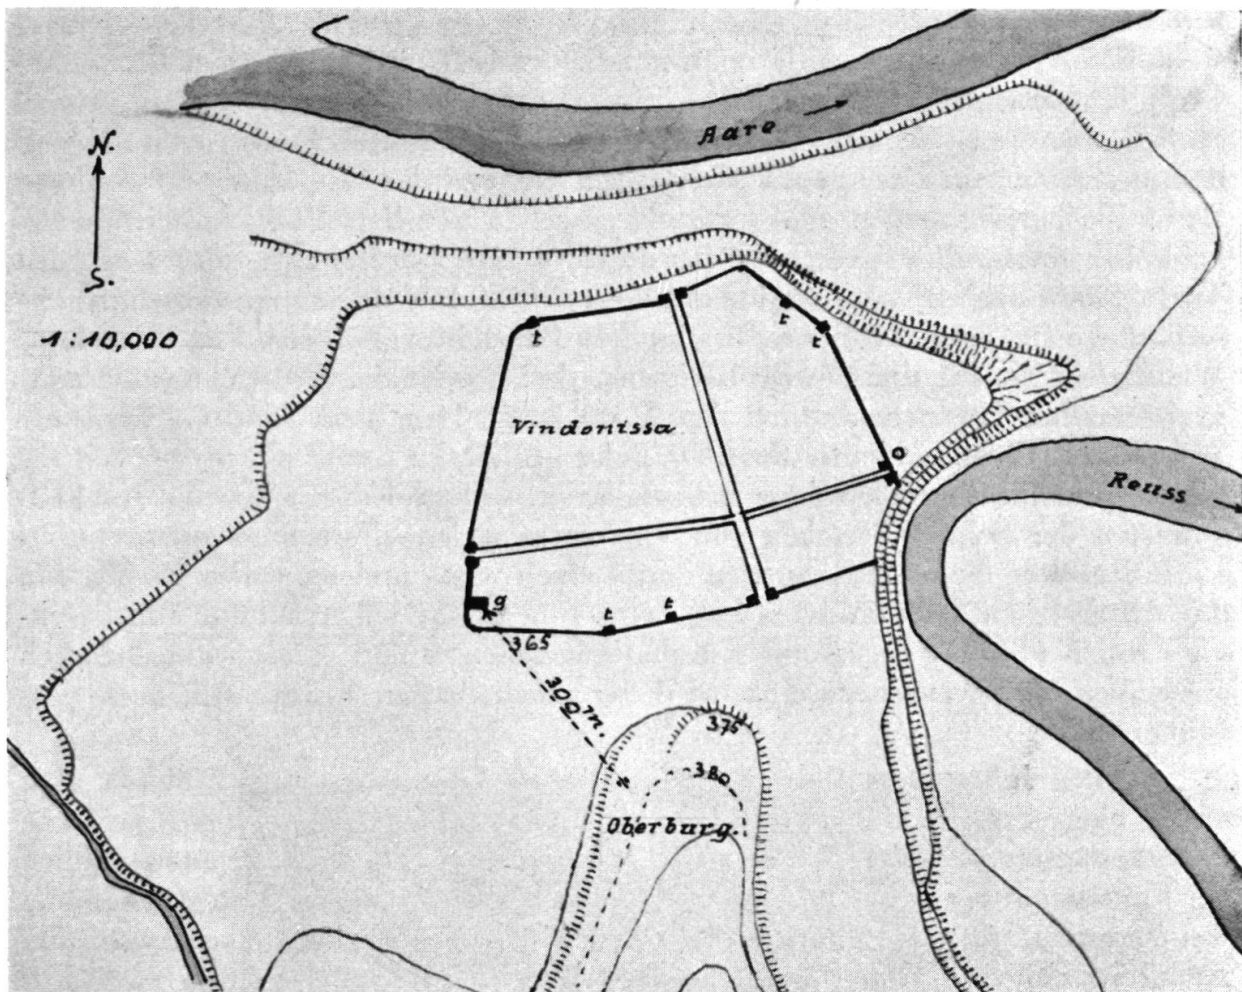 Aare
N.
S.
1:10,000
t
t
t
Vindonissa
a
Reuss
g
t
t
365
300 m.
375
380
Oberburg.